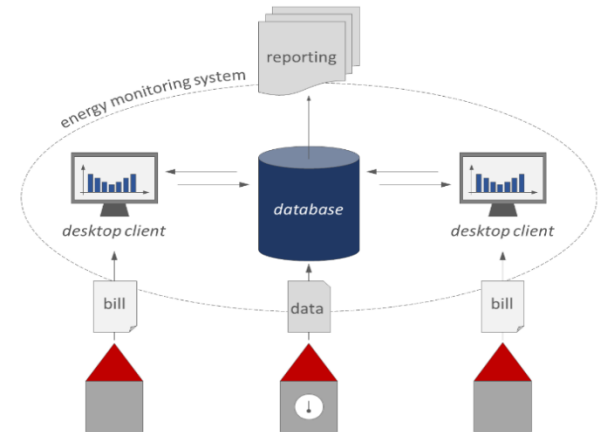 reporting
energy monitoring system
desktop client
database
desktop client
bill
data
bill